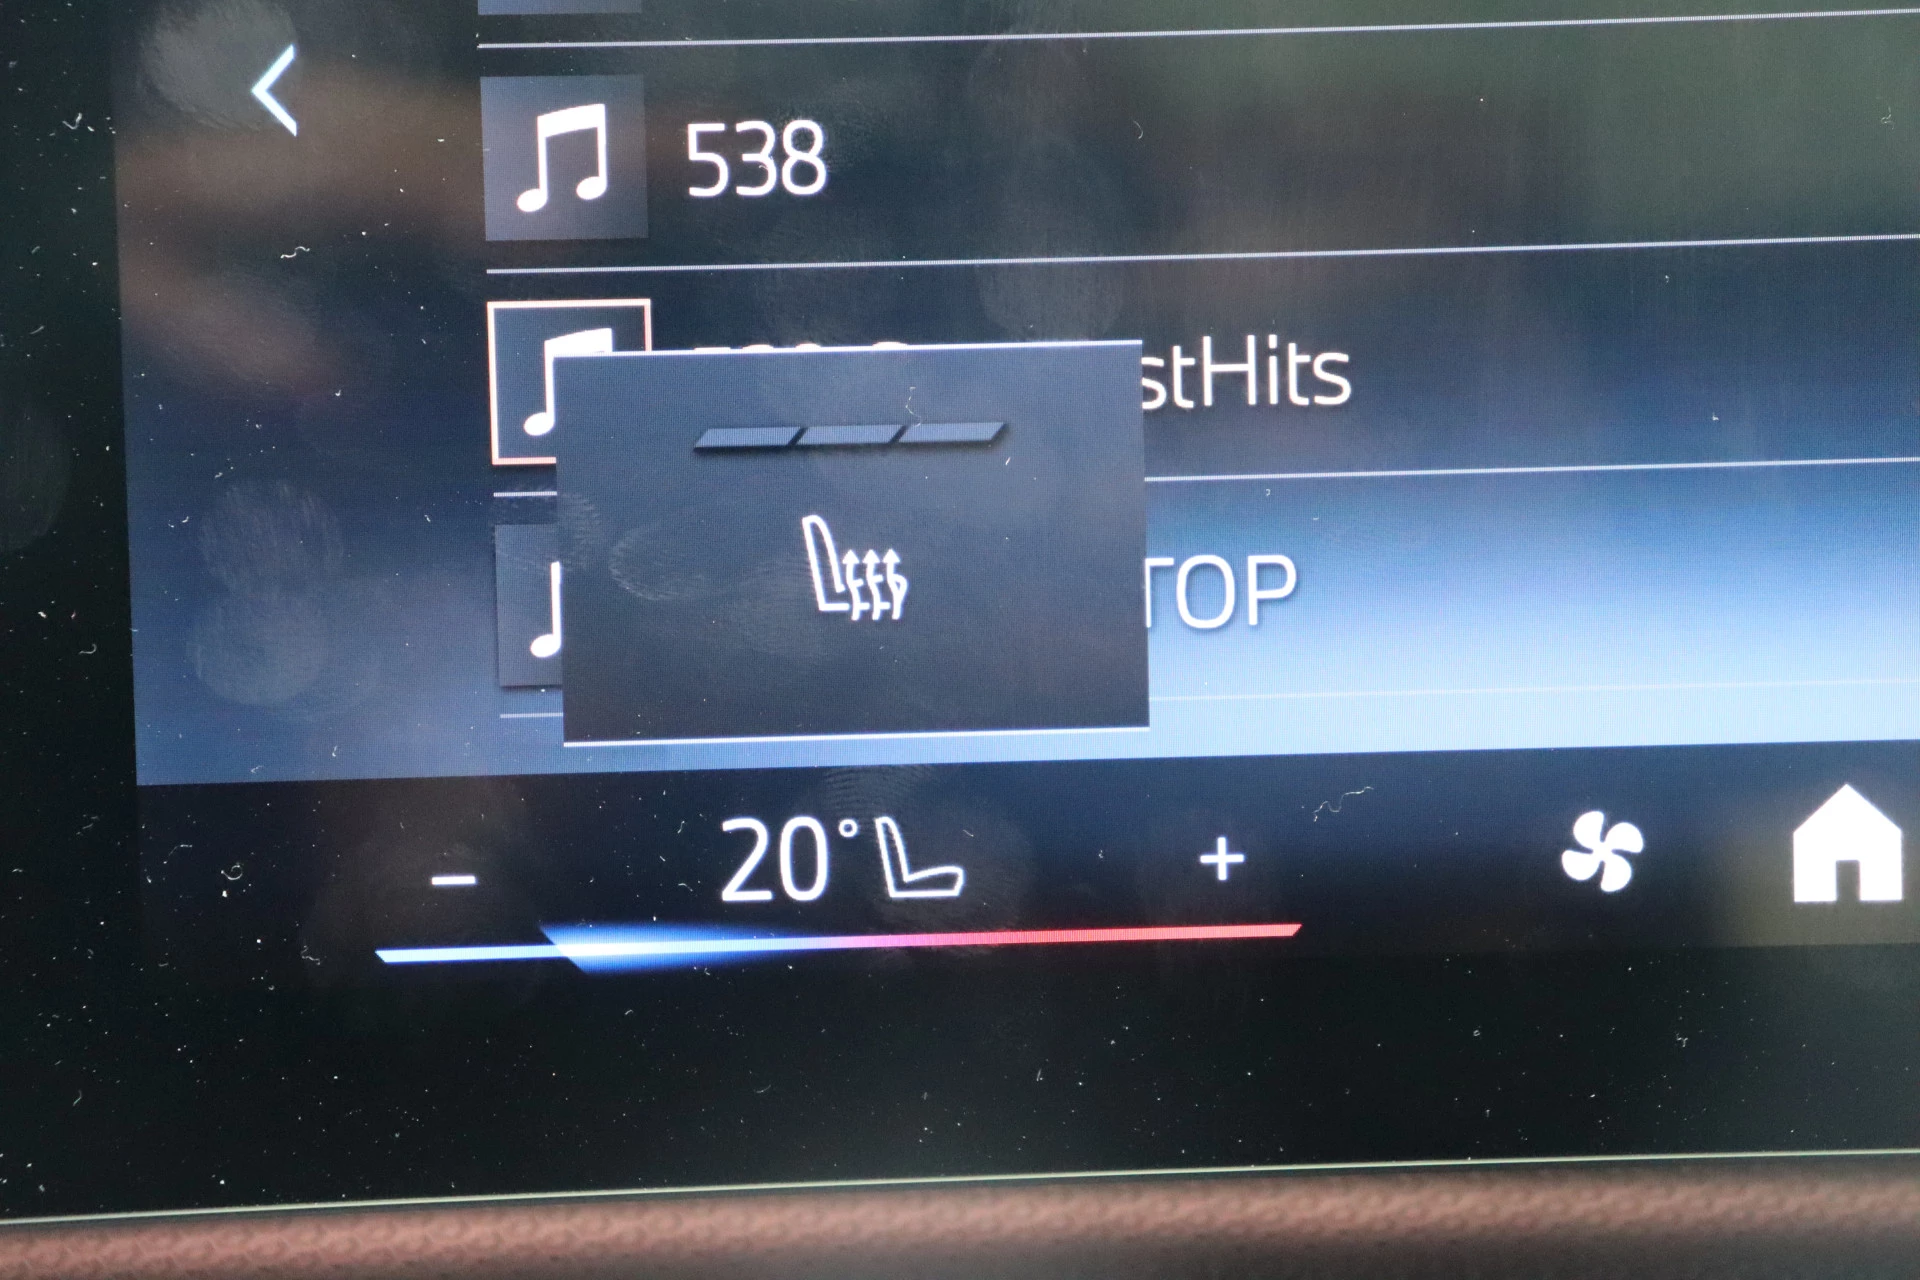 538
stHits
TOP
− 20° +